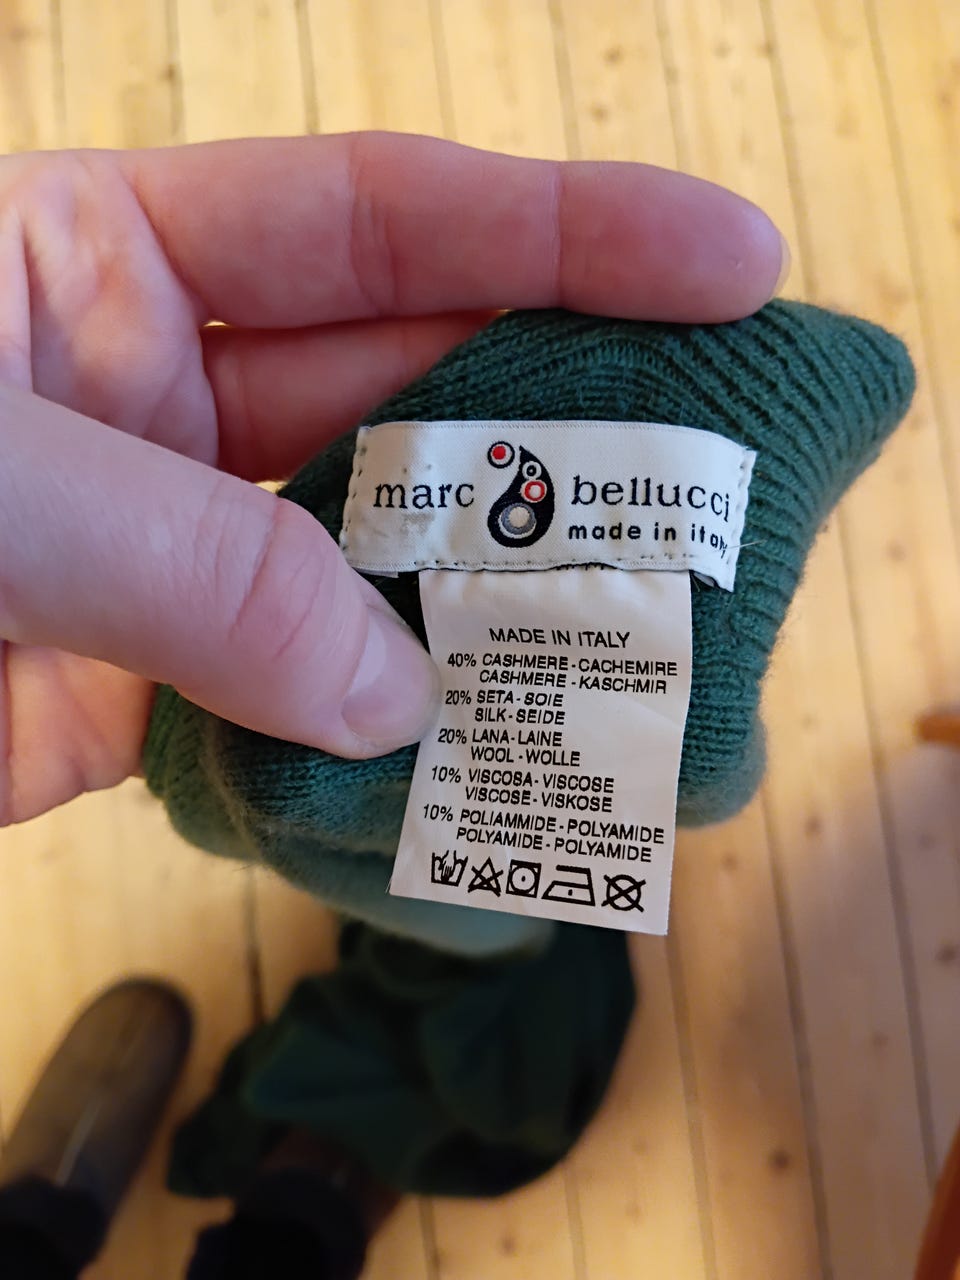 marc bellucci
made in italy
MADE IN ITALY
40% CASHMERE - CACHEMIRE
CASHMERE - KASCHMIR
20% SETA - SOIE
SILK - SEIDE
20% LANA - LAINE
WOOL - WOLLE
10% VISCOSA - VISCOSE
VISCOSE - VISKOSE
10% POLIAMMIDE - POLYAMIDE
POLYAMIDE - POLYAMIDE